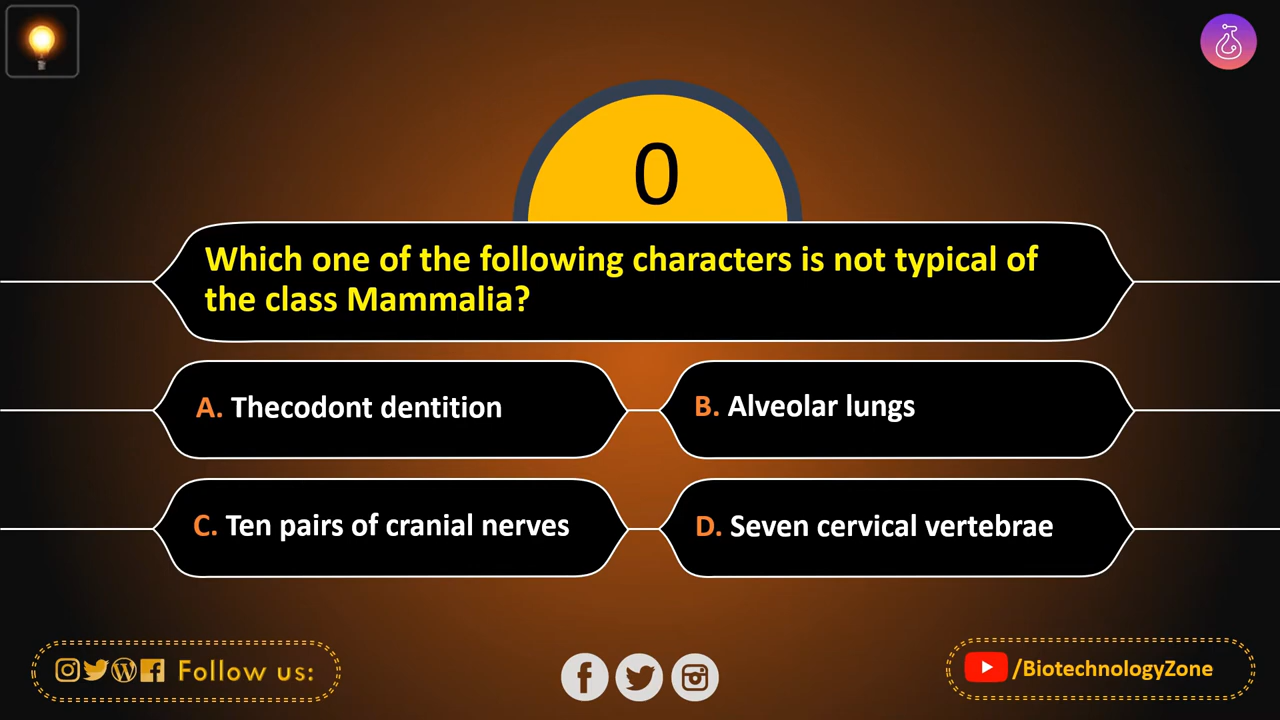 0
Which one of the following characters is not typical of
the class Mammalia?
A. Thecodont dentition
B. Alveolar lungs
C. Ten pairs of cranial nerves
D. Seven cervical vertebrae
Follow us:
/BiotechnologyZone